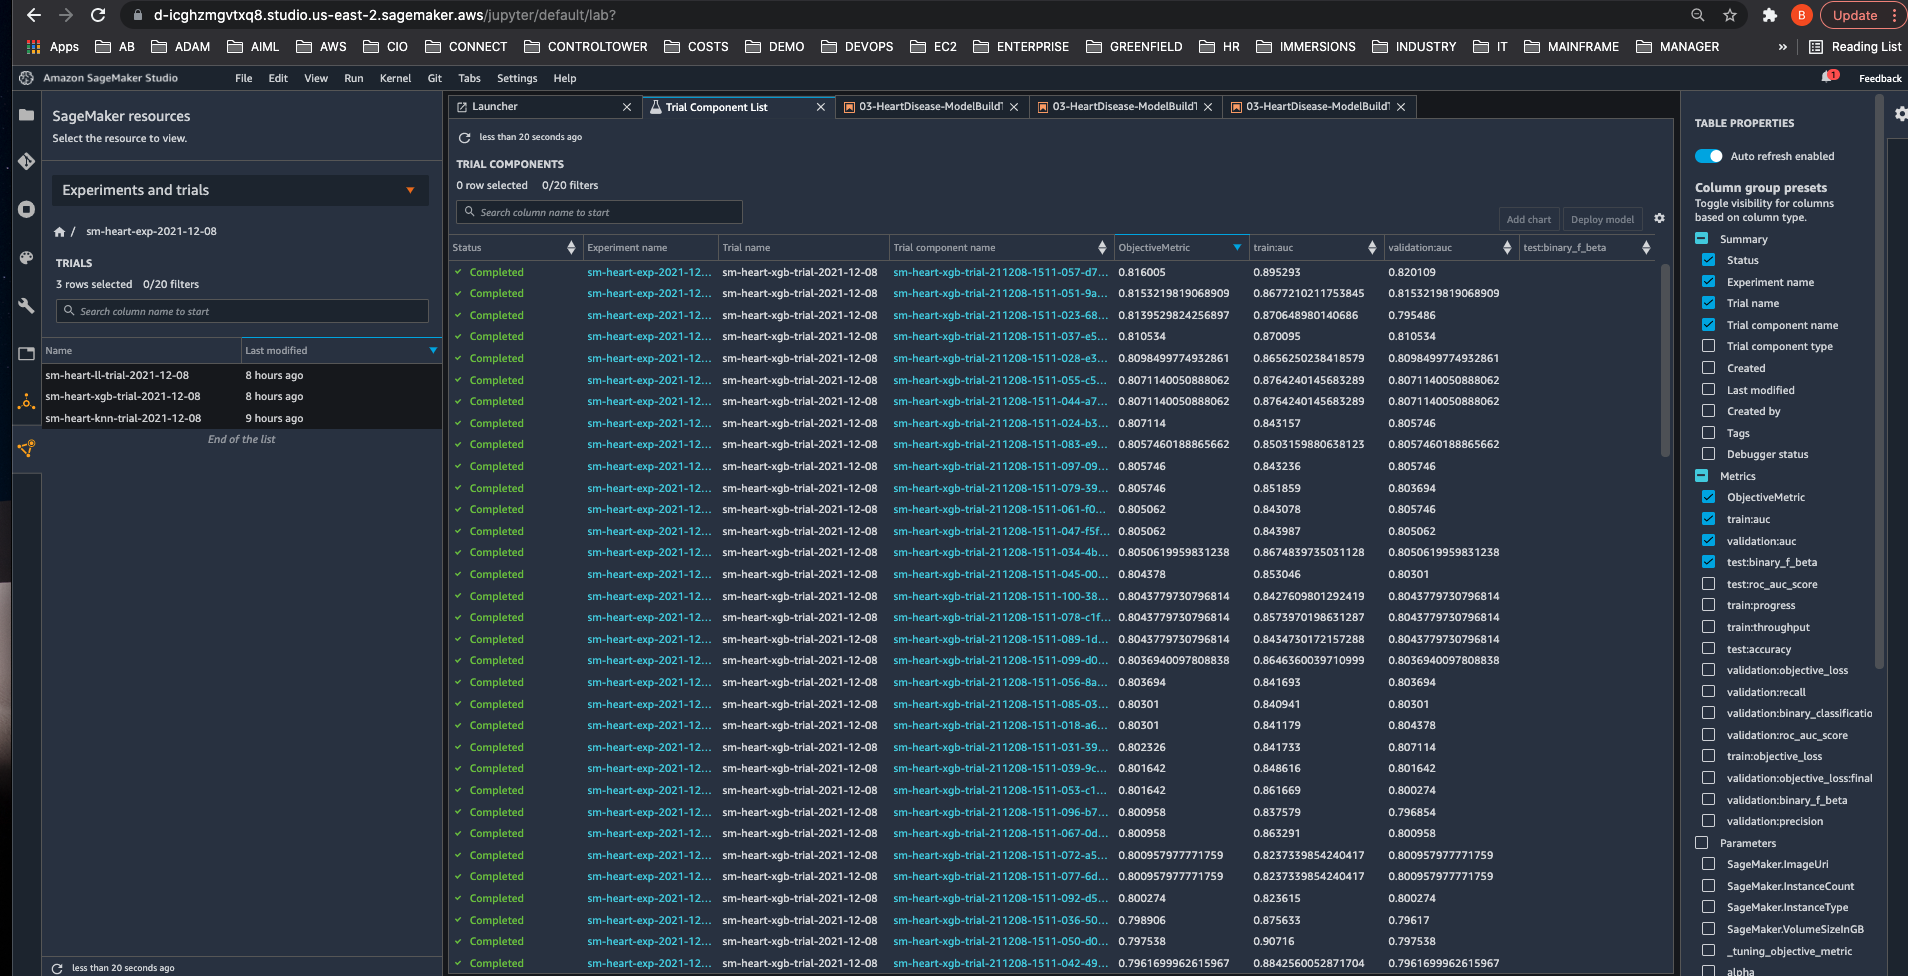 d-icghzmgvtxq8.studio.us-east-2.sagemaker.aws/jupyter/default/lab?
B
Update
Apps AB ADAM AIML AWS CIO CONNECT CONTROLTOWER COSTS DEMO DEVOPS EC2 ENTERPRISE GREENFIELD HR IMMERSIONS INDUSTRY IT MAINFRAME MANAGER » Reading List
Amazon SageMaker Studio File Edit View Run Kernel Git Tabs Settings Help 1 Feedback
SageMaker resources
Select the resource to view.
Experiments and trials
/ sm-heart-exp-2021-12-08
TRIALS
3 rows selected 0/20 filters
Search column name to start
Name Last modified
sm-heart-ll-trial-2021-12-08 8 hours ago
sm-heart-xgb-trial-2021-12-08 8 hours ago
sm-heart-knn-trial-2021-12-08 9 hours ago
End of the list
less than 20 seconds ago
Launcher Trial Component List 03-HeartDisease-ModelBuildT 03-HeartDisease-ModelBuildT 03-HeartDisease-ModelBuildT
less than 20 seconds ago
TRIAL COMPONENTS
0 row selected 0/20 filters
Search column name to start
Add chart Deploy model
Status Experiment name Trial name Trial component name ObjectiveMetric train:auc validation:auc test:binary_f_beta
Completed sm-heart-exp-2021-12... sm-heart-xgb-trial-2021-12-08 sm-heart-xgb-trial-211208-1511-057-d7... 0.816005 0.895293 0.820109
Completed sm-heart-exp-2021-12... sm-heart-xgb-trial-2021-12-08 sm-heart-xgb-trial-211208-1511-051-9a... 0.8153219819068909 0.8677210211753845 0.8153219819068909
Completed sm-heart-exp-2021-12... sm-heart-xgb-trial-2021-12-08 sm-heart-xgb-trial-211208-1511-023-68... 0.8139529824256897 0.870648980140686 0.795486
Completed sm-heart-exp-2021-12... sm-heart-xgb-trial-2021-12-08 sm-heart-xgb-trial-211208-1511-037-e5... 0.810534 0.870095 0.810534
Completed sm-heart-exp-2021-12... sm-heart-xgb-trial-2021-12-08 sm-heart-xgb-trial-211208-1511-028-e3... 0.8098499774932861 0.8656250238418579 0.8098499774932861
Completed sm-heart-exp-2021-12... sm-heart-xgb-trial-2021-12-08 sm-heart-xgb-trial-211208-1511-055-c5... 0.8071140050888062 0.8764240145683289 0.8071140050888062
Completed sm-heart-exp-2021-12... sm-heart-xgb-trial-2021-12-08 sm-heart-xgb-trial-211208-1511-044-a7... 0.8071140050888062 0.8764240145683289 0.8071140050888062
Completed sm-heart-exp-2021-12... sm-heart-xgb-trial-2021-12-08 sm-heart-xgb-trial-211208-1511-024-b3... 0.807114 0.843157 0.805746
Completed sm-heart-exp-2021-12... sm-heart-xgb-trial-2021-12-08 sm-heart-xgb-trial-211208-1511-083-e9... 0.8057460188865662 0.8503159880638123 0.8057460188865662
Completed sm-heart-exp-2021-12... sm-heart-xgb-trial-2021-12-08 sm-heart-xgb-trial-211208-1511-097-09... 0.805746 0.843236 0.805746
Completed sm-heart-exp-2021-12... sm-heart-xgb-trial-2021-12-08 sm-heart-xgb-trial-211208-1511-079-39... 0.805746 0.851859 0.803694
Completed sm-heart-exp-2021-12... sm-heart-xgb-trial-2021-12-08 sm-heart-xgb-trial-211208-1511-061-f0... 0.805062 0.843078 0.805746
Completed sm-heart-exp-2021-12... sm-heart-xgb-trial-2021-12-08 sm-heart-xgb-trial-211208-1511-047-f5f... 0.805062 0.843987 0.805062
Completed sm-heart-exp-2021-12... sm-heart-xgb-trial-2021-12-08 sm-heart-xgb-trial-211208-1511-034-4b... 0.8050619959831238 0.8674839735031128 0.8050619959831238
Completed sm-heart-exp-2021-12... sm-heart-xgb-trial-2021-12-08 sm-heart-xgb-trial-211208-1511-045-00... 0.804378 0.853046 0.80301
Completed sm-heart-exp-2021-12... sm-heart-xgb-trial-2021-12-08 sm-heart-xgb-trial-211208-1511-100-38... 0.8043779730796814 0.8427609801292419 0.8043779730796814
Completed sm-heart-exp-2021-12... sm-heart-xgb-trial-2021-12-08 sm-heart-xgb-trial-211208-1511-078-c1f... 0.8043779730796814 0.8573970198631287 0.8043779730796814
Completed sm-heart-exp-2021-12... sm-heart-xgb-trial-2021-12-08 sm-heart-xgb-trial-211208-1511-089-1d... 0.8043779730796814 0.8434730172157288 0.8043779730796814
Completed sm-heart-exp-2021-12... sm-heart-xgb-trial-2021-12-08 sm-heart-xgb-trial-211208-1511-099-d0... 0.8036940097808838 0.8646360039710999 0.8036940097808838
Completed sm-heart-exp-2021-12... sm-heart-xgb-trial-2021-12-08 sm-heart-xgb-trial-211208-1511-056-8a... 0.803694 0.841693 0.803694
Completed sm-heart-exp-2021-12... sm-heart-xgb-trial-2021-12-08 sm-heart-xgb-trial-211208-1511-085-03... 0.80301 0.840941 0.80301
Completed sm-heart-exp-2021-12... sm-heart-xgb-trial-2021-12-08 sm-heart-xgb-trial-211208-1511-018-a6... 0.80301 0.841179 0.804378
Completed sm-heart-exp-2021-12... sm-heart-xgb-trial-2021-12-08 sm-heart-xgb-trial-211208-1511-031-39... 0.802326 0.841733 0.807114
Completed sm-heart-exp-2021-12... sm-heart-xgb-trial-2021-12-08 sm-heart-xgb-trial-211208-1511-039-9c... 0.801642 0.848616 0.801642
Completed sm-heart-exp-2021-12... sm-heart-xgb-trial-2021-12-08 sm-heart-xgb-trial-211208-1511-053-c1... 0.801642 0.861669 0.800274
Completed sm-heart-exp-2021-12... sm-heart-xgb-trial-2021-12-08 sm-heart-xgb-trial-211208-1511-096-b7... 0.800958 0.837579 0.796854
Completed sm-heart-exp-2021-12... sm-heart-xgb-trial-2021-12-08 sm-heart-xgb-trial-211208-1511-067-0d... 0.800958 0.863291 0.800958
Completed sm-heart-exp-2021-12... sm-heart-xgb-trial-2021-12-08 sm-heart-xgb-trial-211208-1511-072-a5... 0.800957977771759 0.8237339854240417 0.800957977771759
Completed sm-heart-exp-2021-12... sm-heart-xgb-trial-2021-12-08 sm-heart-xgb-trial-211208-1511-077-6d... 0.800957977771759 0.8237339854240417 0.800957977771759
Completed sm-heart-exp-2021-12... sm-heart-xgb-trial-2021-12-08 sm-heart-xgb-trial-211208-1511-092-d5... 0.800274 0.823615 0.800274
Completed sm-heart-exp-2021-12... sm-heart-xgb-trial-2021-12-08 sm-heart-xgb-trial-211208-1511-036-50... 0.798906 0.875633 0.79617
Completed sm-heart-exp-2021-12... sm-heart-xgb-trial-2021-12-08 sm-heart-xgb-trial-211208-1511-050-d0... 0.797538 0.90716 0.797538
Completed sm-heart-exp-2021-12... sm-heart-xgb-trial-2021-12-08 sm-heart-xgb-trial-211208-1511-042-49... 0.7961699962615967 0.8842560052871704 0.7961699962615967
TABLE PROPERTIES
Auto refresh enabled
Column group presets
Toggle visibility for columns
based on column type.
Summary
Status
Experiment name
Trial name
Trial component name
Trial component type
Created
Last modified
Created by
Tags
Debugger status
Metrics
ObjectiveMetric
train:auc
validation:auc
test:binary_f_beta
test:roc_auc_score
train:progress
train:throughput
test:accuracy
validation:objective_loss
validation:recall
validation:binary_classificatio
validation:roc_auc_score
train:objective_loss
validation:objective_loss:final
validation:binary_f_beta
validation:precision
Parameters
SageMaker.ImageUri
SageMaker.InstanceCount
SageMaker.InstanceType
SageMaker.VolumeSizeInGB
_tuning_objective_metric
alpha